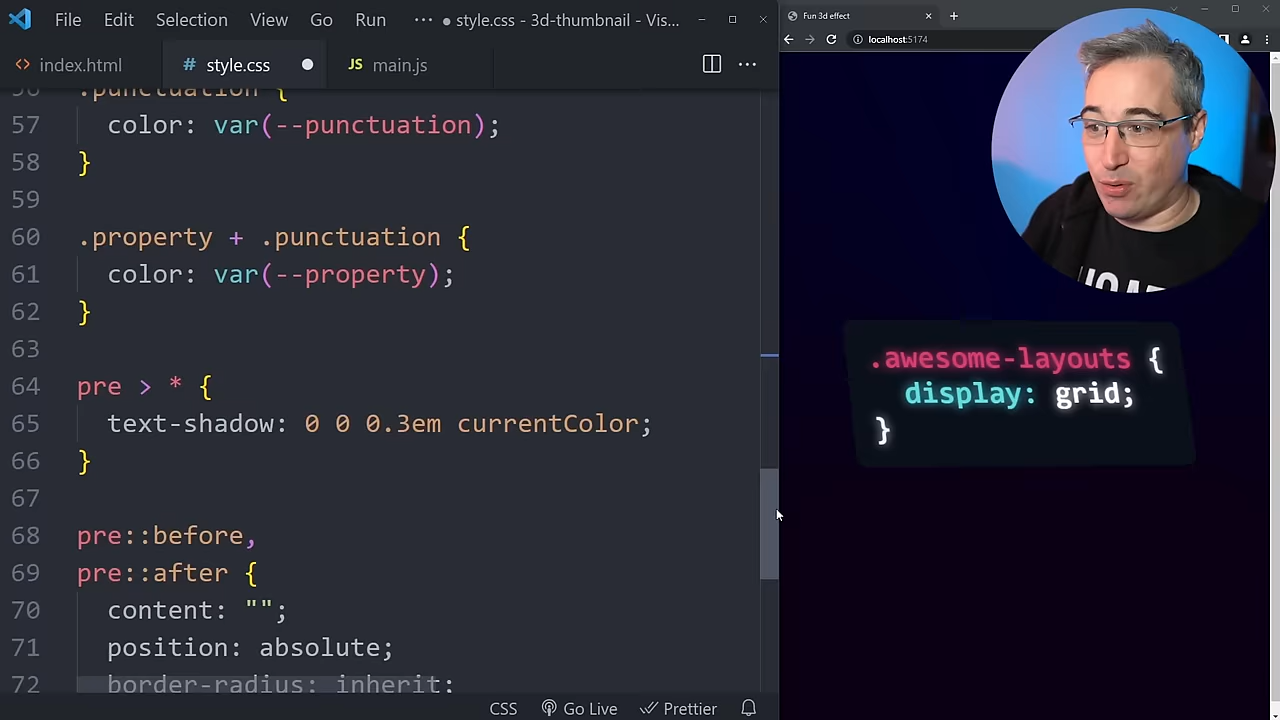 File Edit Selection View Go Run ··· ● style.css - 3d-thumbnail - Vis...
<> index.html # style.css ● JS main.js ···
56 .punctuation {
57 color: var(--punctuation);
58 }
59
60 .property + .punctuation {
61 color: var(--property);
62 }
63
64 pre > * {
65 text-shadow: 0 0 0.3em currentColor;
66 }
67
68 pre::before,
69 pre::after {
70 content: "";
71 position: absolute;
72 border-radius: inherit;
CSS Go Live Prettier
Fun 3d effect
localhost:5174
.awesome-layouts {
display: grid;
}